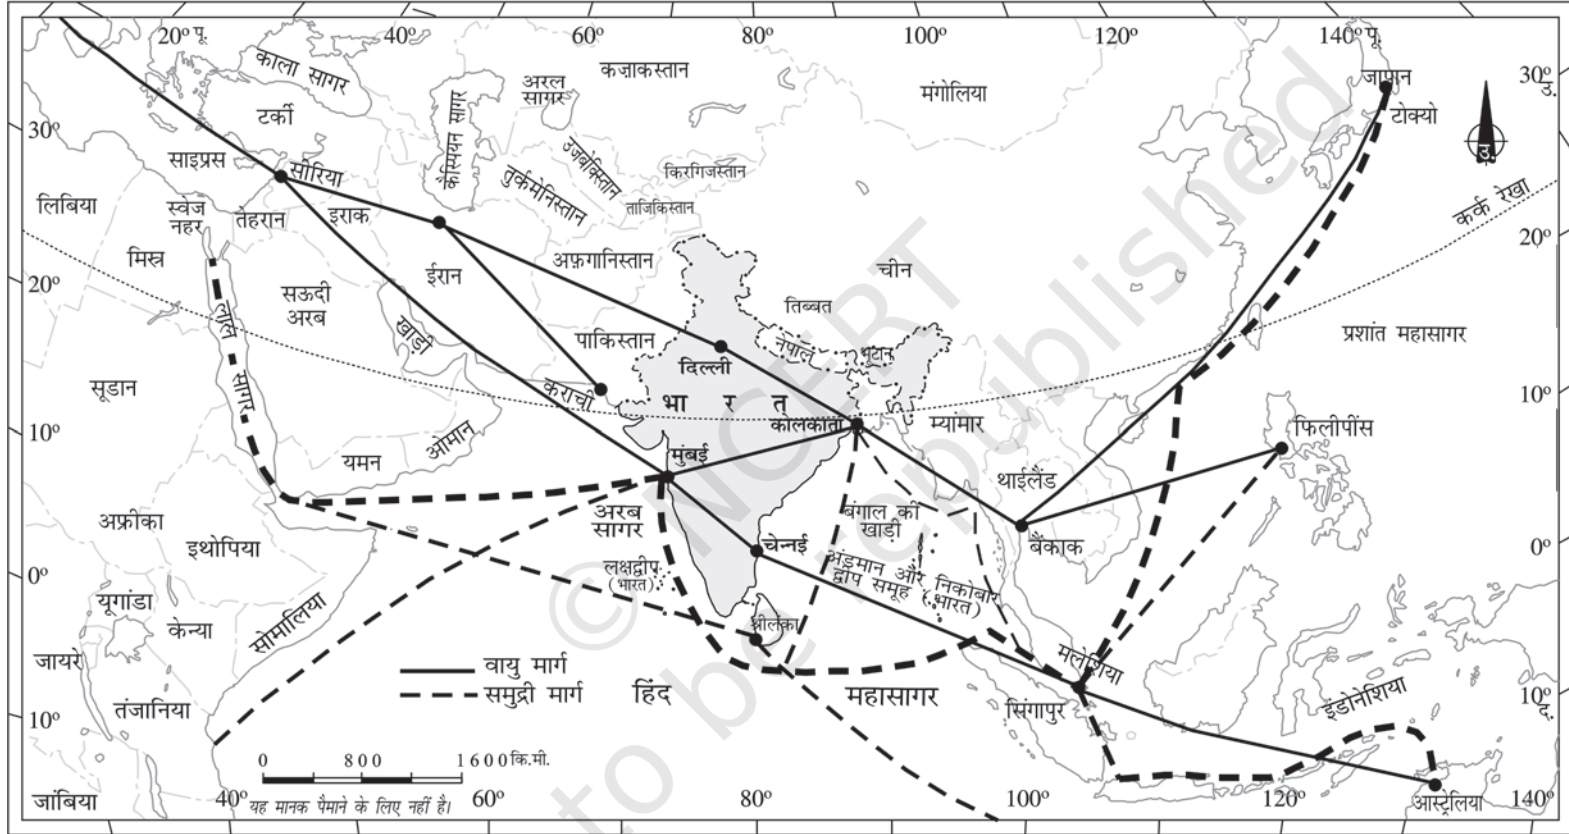 20º पू.
40º
60º
80º
100º
120º
140º पू.
काला सागर
टर्की
साइप्रस
सीरिया
कैस्पियन सागर
अरल
सागर
कज़ाकस्तान
मंगोलिया
जापान
टोक्यो
30º
उ.
30º
उ.
उज़बेकिस्तान
तुर्कमेनिस्तान
किरगिजस्तान
ताजिकिस्तान
कर्क रेखा
लिबिया
स्वेज
नहर
तेहरान
इराक
20º
मिस्र
ईरान
अफ़गानिस्तान
चीन
तिब्बत
20º
सऊदी
अरब
खाड़ी
पाकिस्तान
नेपाल
भूटान
प्रशांत महासागर
लाल सागर
दिल्ली
सूडान
कराची
भा र त
10º
कोलकाता
म्यामार
फिलीपींस
10º
ओमान
यमन
मुंबई
थाईलैंड
अफ्रीका
इथोपिया
अरब
सागर
बंगाल की
खाड़ी
चेन्नई
बैंकाक
0º
0º
लक्षद्वीप
(भारत)
अंडमान और निकोबार
द्वीप समूह (भारत)
यूगांडा
केन्या
सोमालिया
श्रीलंका
जायरे
वायु मार्ग
समुद्री मार्ग
मलेशिया
हिंद
महासागर
सिंगापुर
इंडोनेशिया
10º
द.
तंजानिया
10º
0 800 1600कि.मी.
यह मानक पैमाने के लिए नहीं है।
जांबिया
40º
60º
80º
100º
120º
आस्ट्रेलिया
140º
© NCERT
to be republished